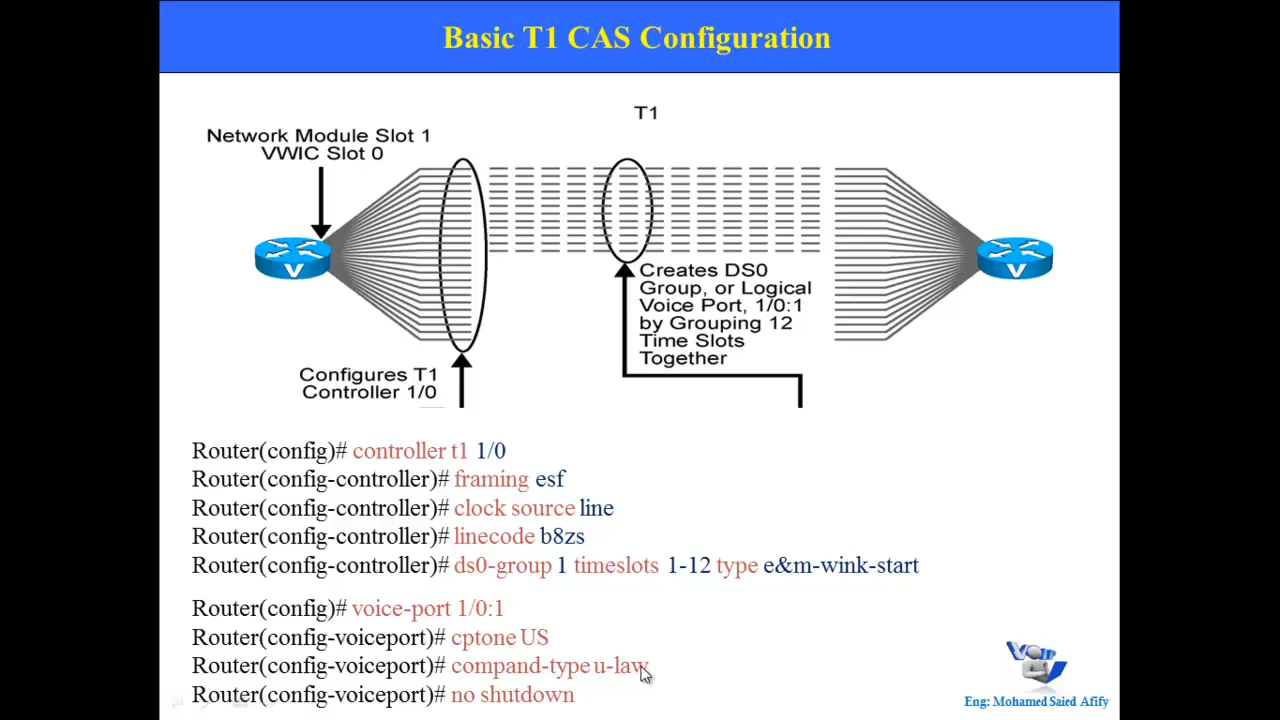 Basic T1 CAS Configuration
T1
Network Module Slot 1
VWIC Slot 0
V
V
Creates DS0
Group, or Logical
Voice Port, 1/0:1
by Grouping 12
Time Slots
Together
Configures T1
Controller 1/0
Router(config)# controller t1 1/0
Router(config-controller)# framing esf
Router(config-controller)# clock source line
Router(config-controller)# linecode b8zs
Router(config-controller)# ds0-group 1 timeslots 1-12 type e&m-wink-start
Router(config)# voice-port 1/0:1
Router(config-voiceport)# cptone US
Router(config-voiceport)# compand-type u-law
Router(config-voiceport)# no shutdown
Eng: Mohamed Saied Afify